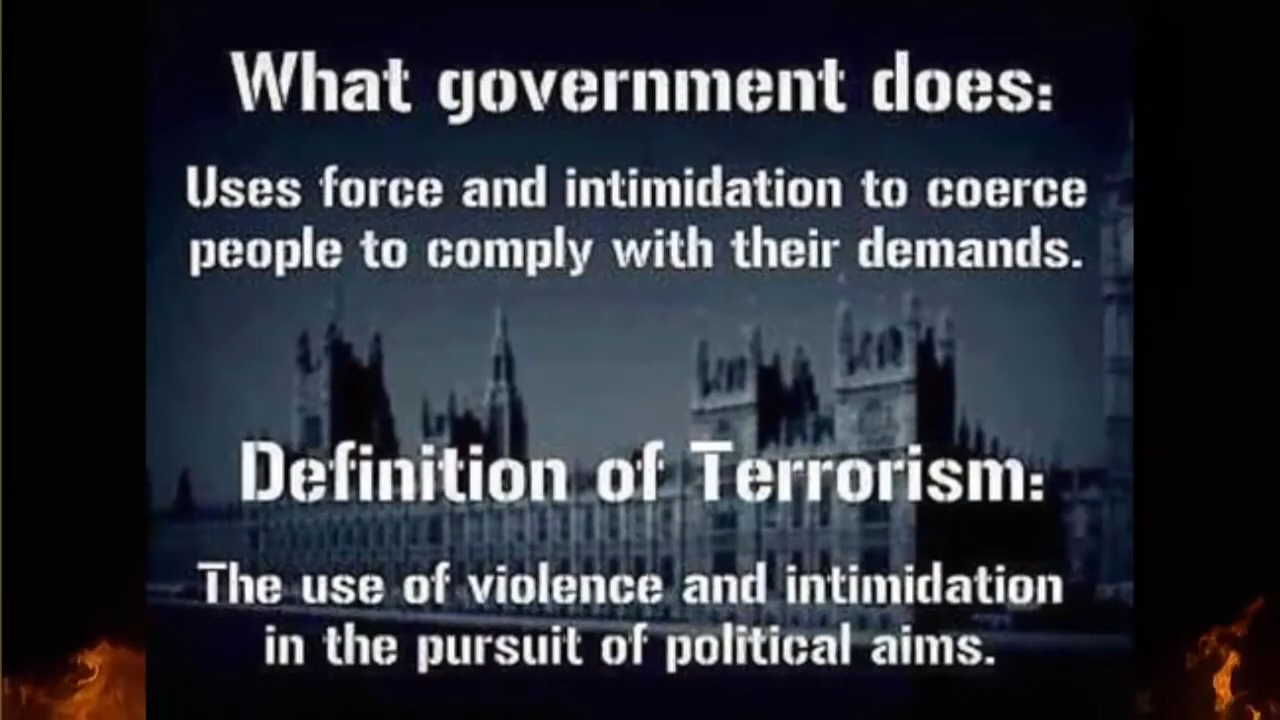 What government does:
Uses force and intimidation to coerce
people to comply with their demands.
Definition of Terrorism:
The use of violence and intimidation
in the pursuit of political aims.